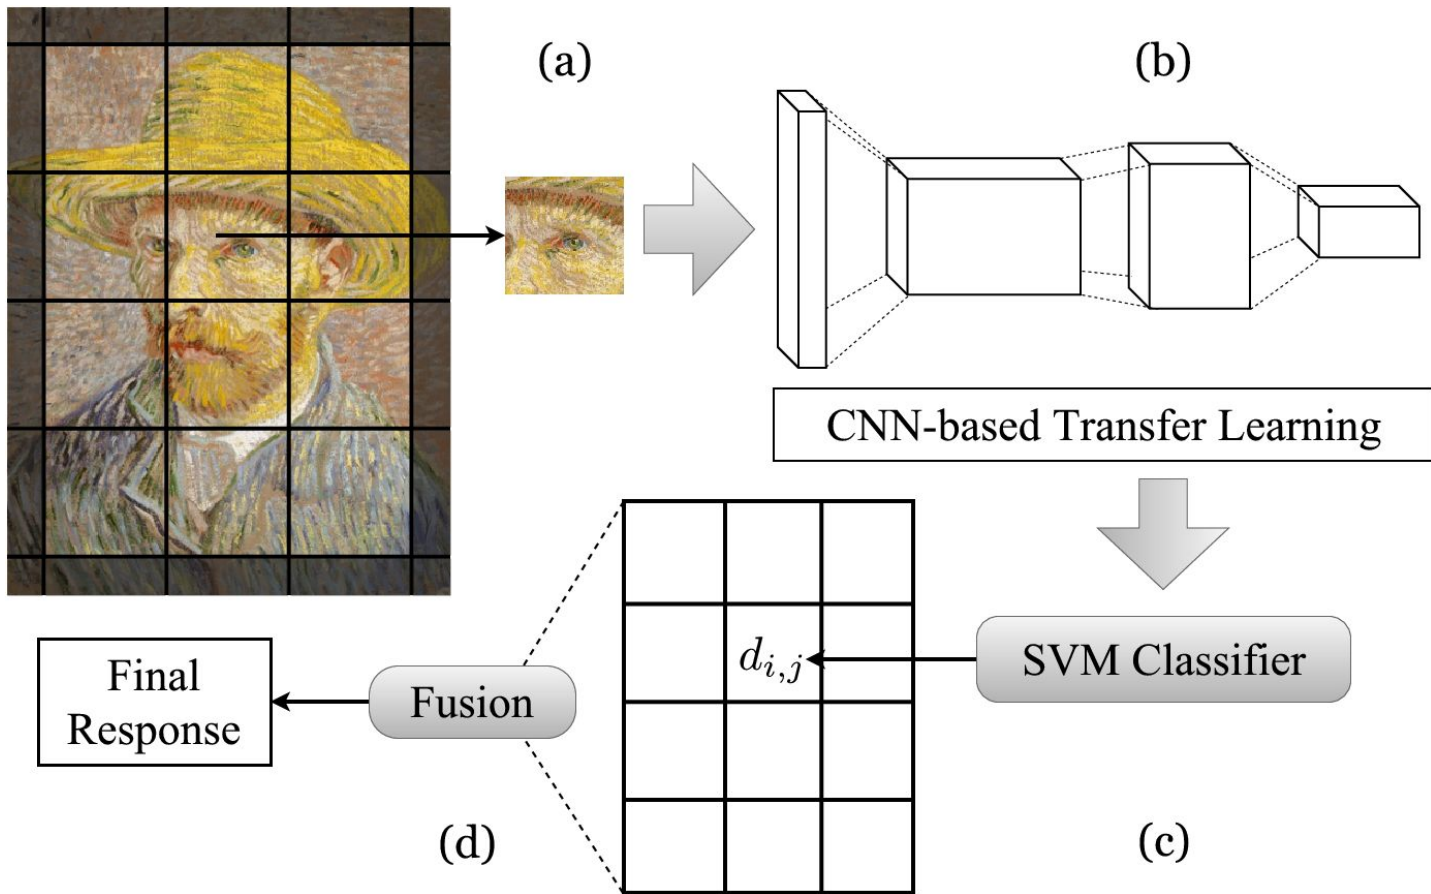 (a)
(b)
CNN-based Transfer Learning
SVM Classifier
d_{i,j}
Fusion
Final
Response
(d)
(c)